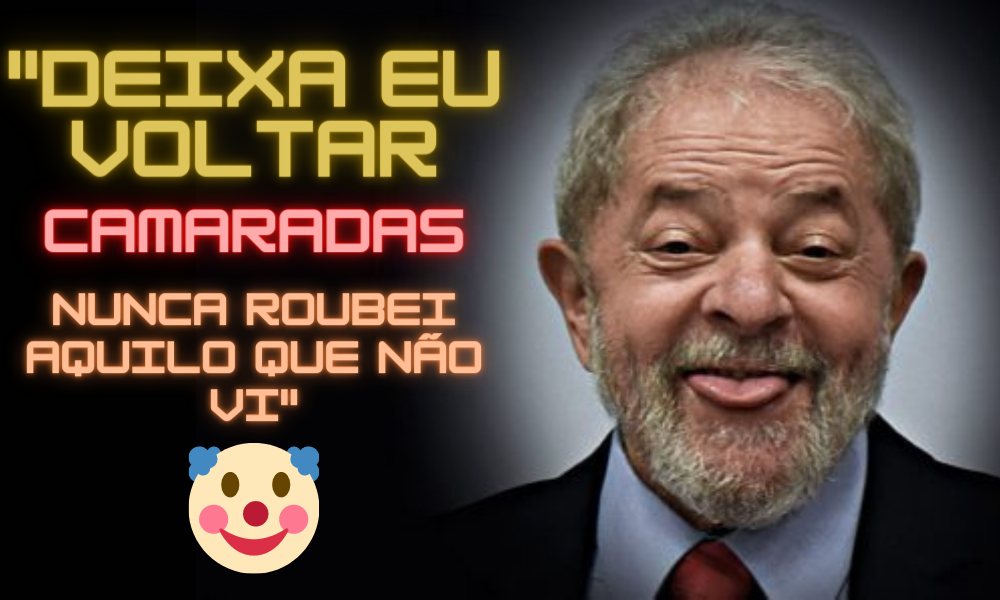 "DEIXA EU
VOLTAR
CAMARADAS
NUNCA ROUBEI
AQUILO QUE NÃO
VI"